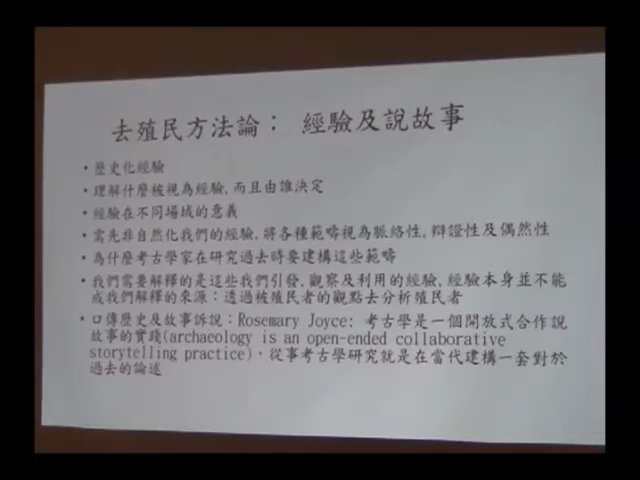 去殖民方法論： 經驗及說故事
• 歷史化經驗
• 理解什麼被視為經驗,而且由誰決定
• 經驗在不同場域的意義
• 需先非自然化我們的經驗,將各種範疇視為脈絡性,辯證性及偶然性
• 為什麼考古學家在研究過去時要建構這些範疇
• 我們需要解釋的是這些我們引發,觀察及利用的經驗,經驗本身並不能
成我們解釋的來源：透過被殖民者的觀點去分析殖民者
• 口傳歷史及故事訴說：Rosemary Joyce: 考古學是一個開放式合作說
故事的實踐(archaeology is an open-ended collaborative
storytelling practice), 從事考古學研究就是在當代建構一套對於
過去的論述